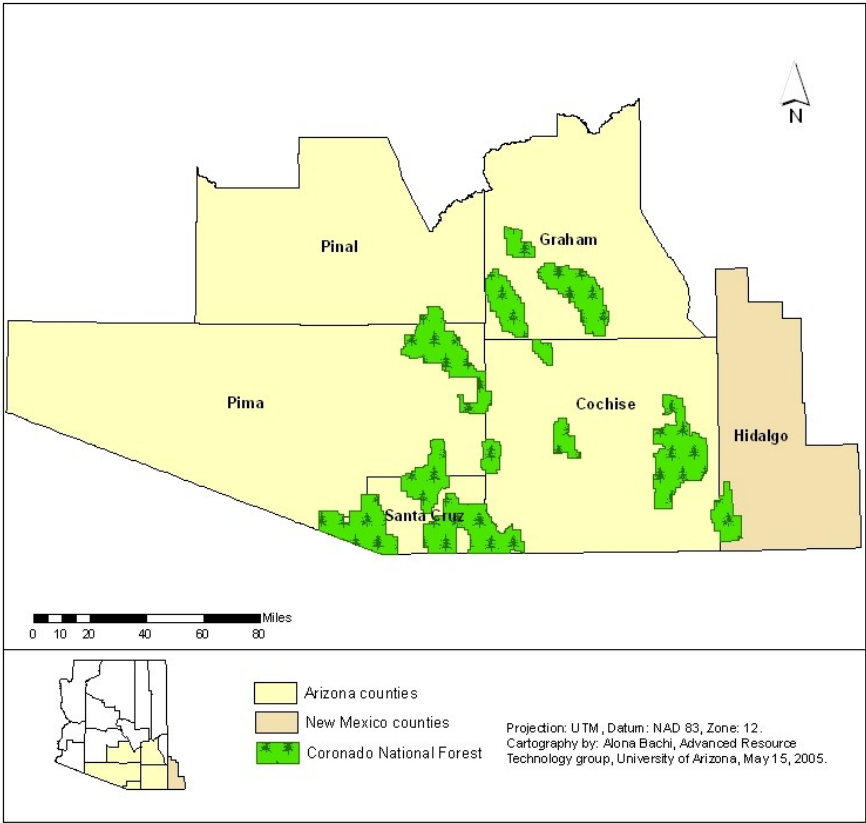 N
Pinal
Graham
Pima
Cochise
Hidalgo
Santa Cruz
Miles
0 10 20 40 60 80
Arizona counties
New Mexico counties
Coronado National Forest
Projection: UTM, Datum: NAD 83, Zone: 12.
Cartography by: Alona Bachi, Advanced Resource
Technology group, University of Arizona, May 15, 2005.